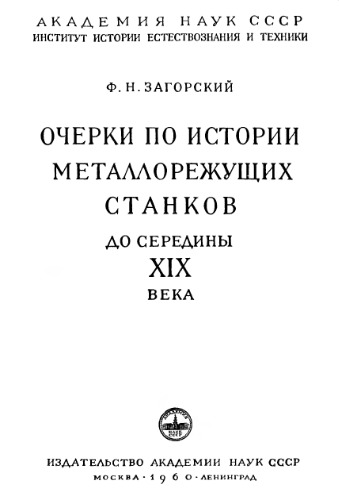 АКАДЕМИЯ НАУК СССР
ИНСТИТУТ ИСТОРИИ ЕСТЕСТВОЗНАНИЯ И ТЕХНИКИ
Ф. Н. ЗАГОРСКИЙ
ОЧЕРКИ ПО ИСТОРИИ
МЕТАЛЛОРЕЖУЩИХ
СТАНКОВ
ДО СЕРЕДИНЫ
XIX
ВЕКА
ИЗДАТЕЛЬСТВО АКАДЕМИИ НАУК СССР
МОСКВА · 1960 · ЛЕНИНГРАД